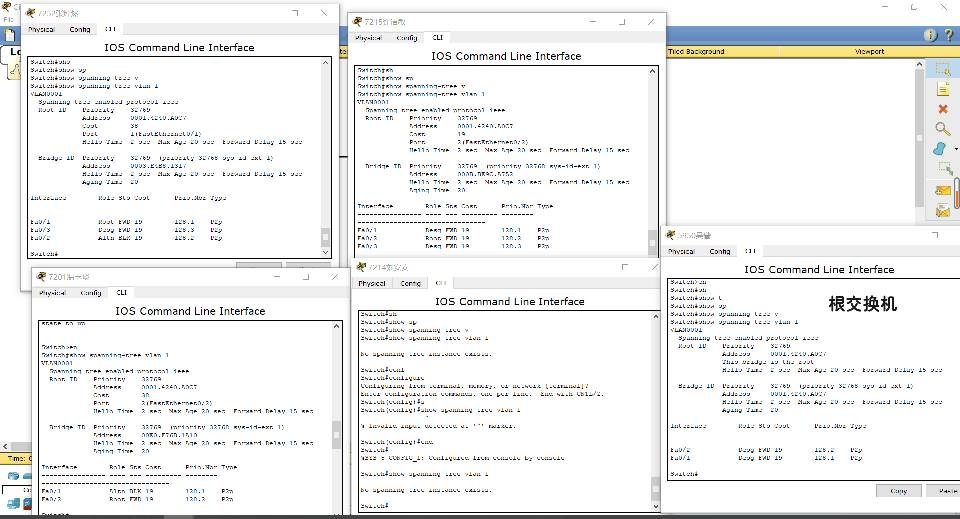 Physical Config CLI
IOS Command Line Interface
Switch#show sp
Switch#show spanning-tree v
Switch#show spanning-tree vlan 1
VLAN0001
Spanning tree enabled protocol ieee
Root ID Priority 32769
Address 0001.4240.A0C7
Cost 38
Port 1(FastEthernet0/1)
Hello Time 2 sec Max Age 20 sec Forward Delay 15 sec
Bridge ID Priority 32769 (priority 32768 sys-id-ext 1)
Address
Hello Time 2 sec Max Age 20 sec Forward Delay 15 sec
Aging Time 20
Interface Role Sts Cost Prio.Nbr Type
Fa0/1 Root FWD 19 128.1 P2p
Fa0/3 Desg FWD 19 128.3 P2p
Fa0/2 Altn BLK 19 128.2 P2p
Switch#
Physical Config CLI
IOS Command Line Interface
Switch#sh
Switch#show sp
Switch#show spanning-tree v
Switch#show spanning-tree vlan 1
VLAN0001
Spanning tree enabled protocol ieee
Root ID Priority 32769
Address 0001.4240.A0C7
Cost 19
Port 2(FastEthernet0/2)
Hello Time 2 sec Max Age 20 sec Forward Delay 15 sec
Bridge ID Priority 32769 (priority 32768 sys-id-ext 1)
Address
Hello Time 2 sec Max Age 20 sec Forward Delay 15 sec
Aging Time 20
Interface Role Sts Cost Prio.Nbr Type
Fa0/1 Desg FWD 19 128.1 P2p
Fa0/2 Root FWD 19 128.2 P2p
Fa0/3 Desg FWD 19 128.3 P2p
Tiled Background Viewport
Physical Config CLI
IOS Command Line Interface
state to up
Switch>en
Switch#show spanning-tree vlan 1
VLAN0001
Spanning tree enabled protocol ieee
Root ID Priority 32769
Address 0001.4240.A0C7
Cost 38
Port 2(FastEthernet0/2)
Hello Time 2 sec Max Age 20 sec Forward Delay 15 sec
Bridge ID Priority 32769 (priority 32768 sys-id-ext 1)
Address
Hello Time 2 sec Max Age 20 sec Forward Delay 15 sec
Aging Time 20
Interface Role Sts Cost Prio.Nbr Type
Fa0/1 Altn BLK 19 128.1 P2p
Fa0/2 Root FWD 19 128.2 P2p
Switch#
Physical Config CLI
IOS Command Line Interface
Switch#sh
Switch#show sp
Switch#show spanning-tree v
Switch#show spanning-tree vlan 1
No spanning tree instance exists.
Switch#conf
Switch#configure
Configuring from terminal, memory, or network [terminal]?
Enter configuration commands, one per line. End with CNTL/Z.
Switch(config)#s
Switch(config)#show spanning-tree vlan 1
% Invalid input detected at '^' marker.
Switch(config)#end
Switch#
%SYS-5-CONFIG_I: Configured from console by console
Switch#show spanning-tree vlan 1
No spanning tree instance exists.
Switch#
Physical Config CLI
IOS Command Line Interface
根交换机
Switch>en
Switch#sh
Switch#show t
Switch#show sp
Switch#show spanning-tree v
Switch#show spanning-tree vlan 1
VLAN0001
Spanning tree enabled protocol ieee
Root ID Priority 32769
Address 0001.4240.A0C7
This bridge is the root
Hello Time 2 sec Max Age 20 sec Forward Delay 15 sec
Bridge ID Priority 32769 (priority 32768 sys-id-ext 1)
Address 0001.4240.A0C7
Hello Time 2 sec Max Age 20 sec Forward Delay 15 sec
Aging Time 20
Interface Role Sts Cost Prio.Nbr Type
Fa0/2 Desg FWD 19 128.2 P2p
Fa0/1 Desg FWD 19 128.1 P2p
Switch#
Copy Paste